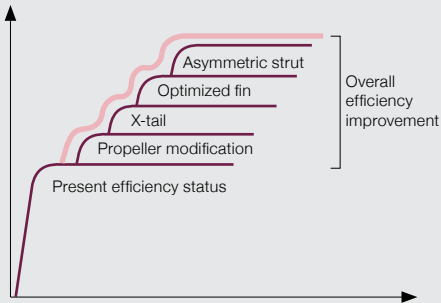 Asymmetric strut
Optimized fin
X-tail
Propeller modification
Present efficiency status
Overall
efficiency
improvement